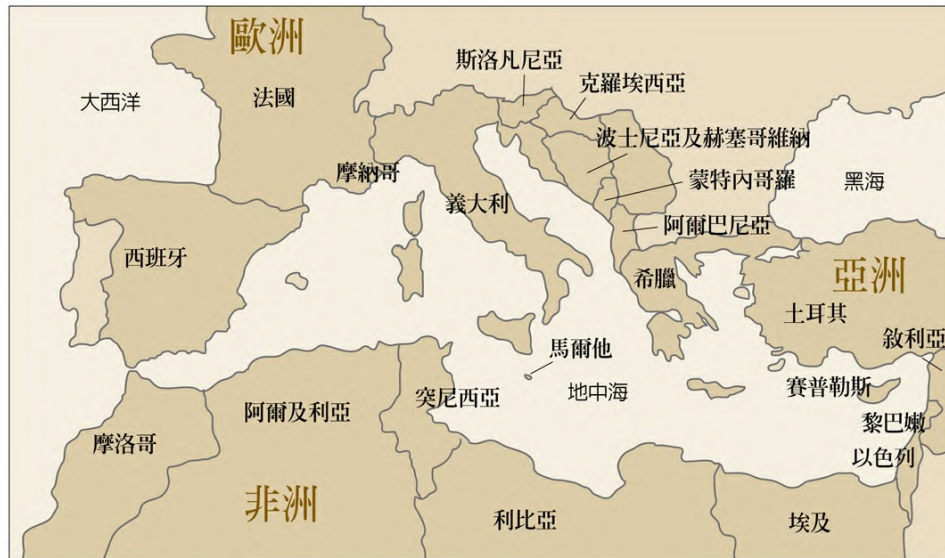 歐洲
斯洛凡尼亞
克羅埃西亞
大西洋
法國
波士尼亞及赫塞哥維納
摩納哥
蒙特內哥羅
黑海
義大利
阿爾巴尼亞
西班牙
希臘
亞洲
土耳其
敘利亞
馬爾他
地中海
賽普勒斯
突尼西亞
阿爾及利亞
黎巴嫩
摩洛哥
以色列
非洲
利比亞
埃及